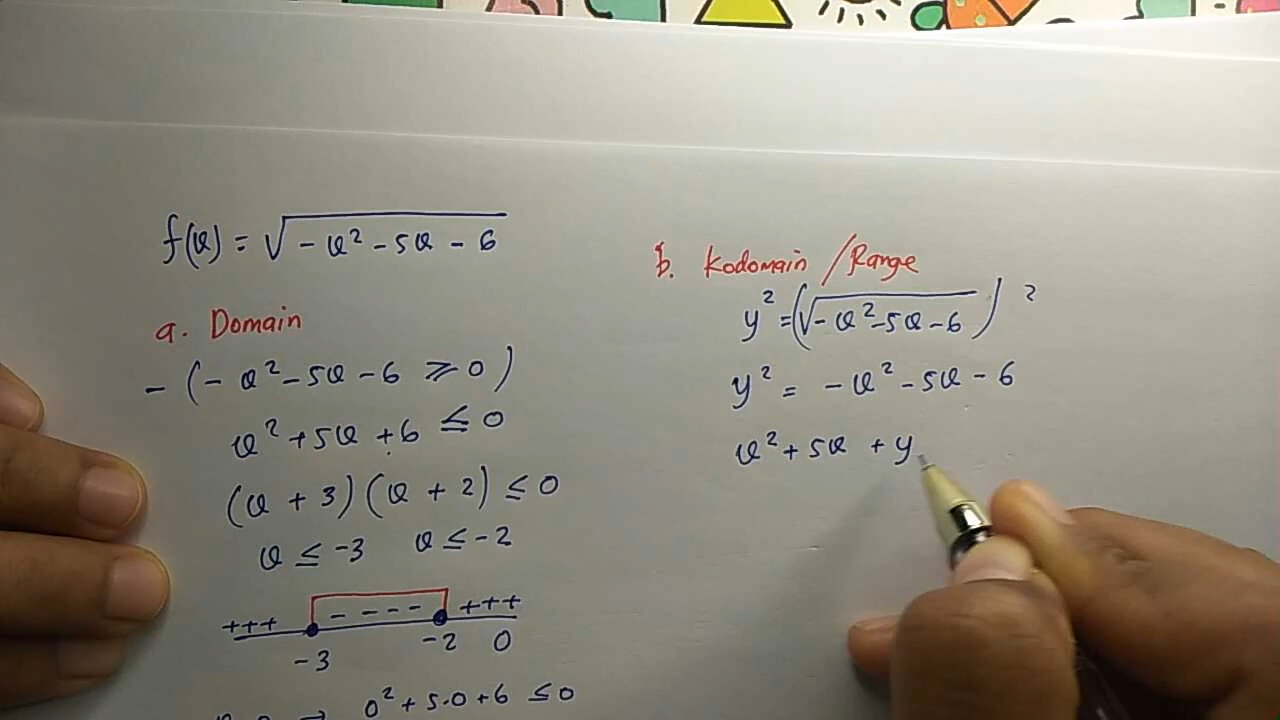 f(x) = √(-x² - 5x - 6)
a. Domain
- (- x² - 5x - 6 ≥ 0)
x² + 5x + 6 ≤ 0
(x + 3) (x + 2) ≤ 0
x ≤ -3 x ≤ -2
+++ - - - - +++
-3 -2 0
0² + 5.0 + 6 ≤ 0
b. Kodomain / Range
y² = (√(-x² - 5x - 6))²
y² = - x² - 5x - 6
x² + 5x + y